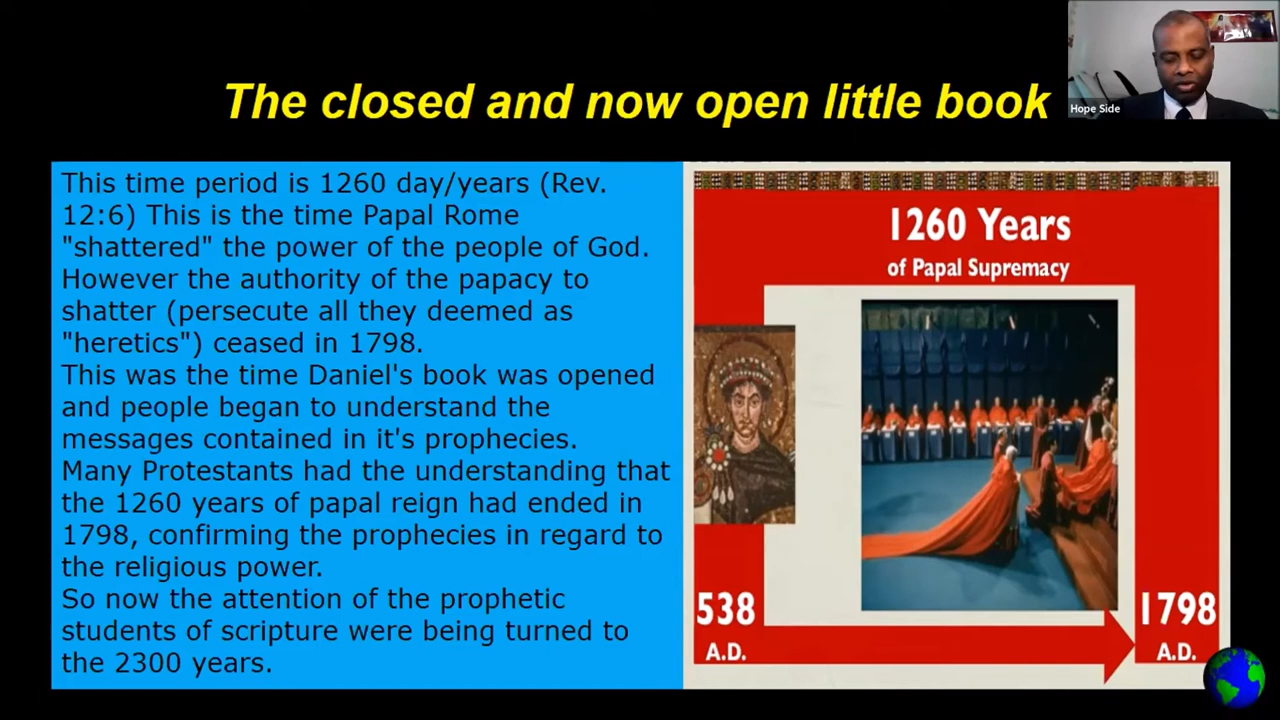 The closed and now open little book
Hope Side
This time period is 1260 day/years (Rev.
12:6) This is the time Papal Rome
"shattered" the power of the people of God.
However the authority of the papacy to
shatter (persecute all they deemed as
"heretics") ceased in 1798.
This was the time Daniel's book was opened
and people began to understand the
messages contained in it's prophecies.
Many Protestants had the understanding that
the 1260 years of papal reign had ended in
1798, confirming the prophecies in regard to
the religious power.
So now the attention of the prophetic
students of scripture were being turned to
the 2300 years.
1260 Years
of Papal Supremacy
538
A.D.
1798
A.D.